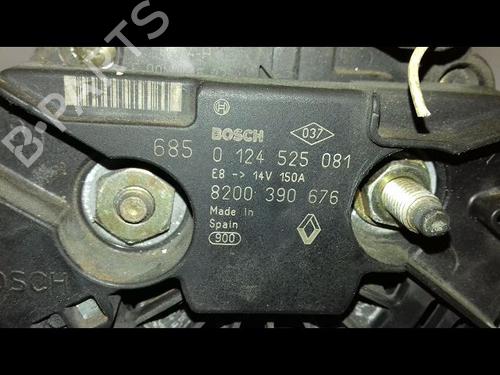 B-PARTS
BOSCH
037
685 0 124 525 081
E8 -> 14V 150A
8200 390 676
Made In
Spain
900
BOSCH